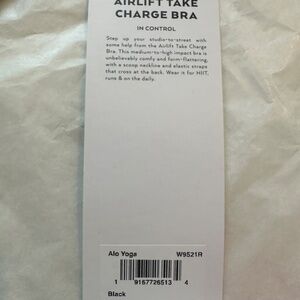 AIRLIFT TAKE
CHARGE BRA
IN CONTROL
Step up your studio-to-street with
some help from the Airlift Take Charge
Bra. This medium-to-high impact bra is
unbelievably comfy and form-flattering,
with a scoop neckline and elastic straps
that cross at the back. Wear it for HIIT,
runs & on the daily.
Alo Yoga W9521R
1 91677 26513 4
Black